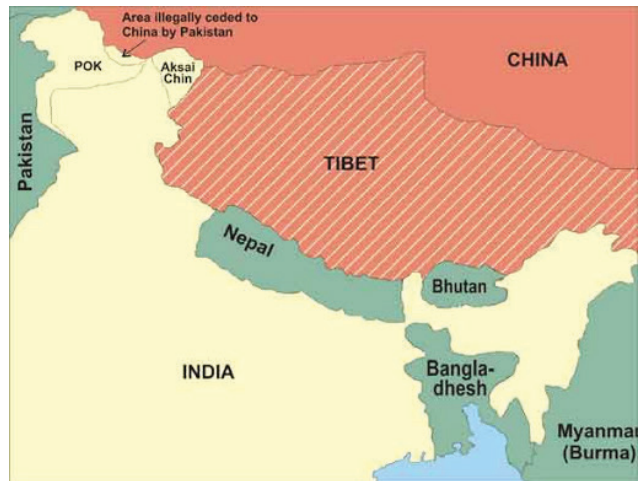 Area illegally ceded to
China by Pakistan
POK
Aksai
Chin
CHINA
Pakistan
TIBET
Nepal
Bhutan
INDIA
Bangla-
dhesh
Myanmar
(Burma)